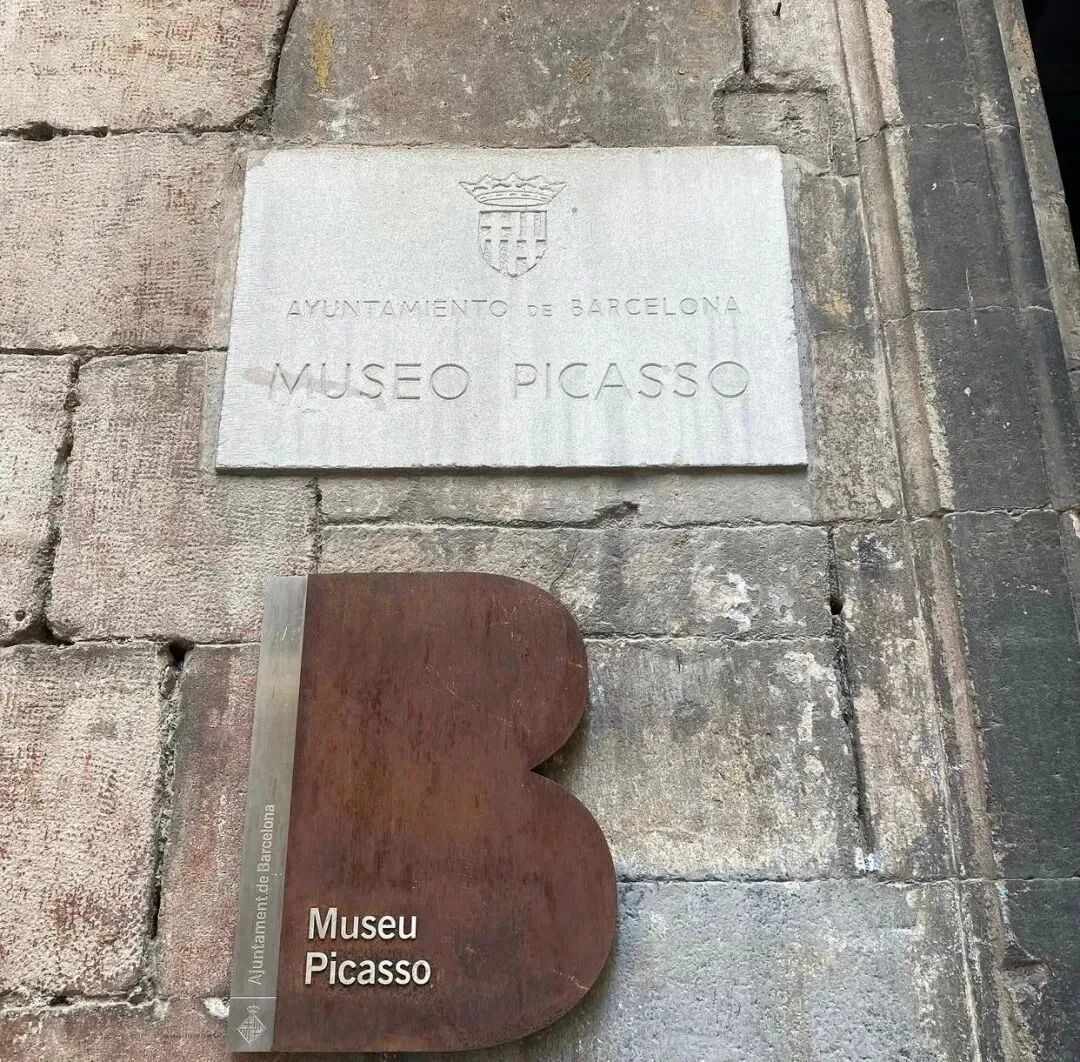 AYUNTAMIENTO DE BARCELONA
MUSEO PICASSO
Ajuntament de Barcelona
Museu
Picasso